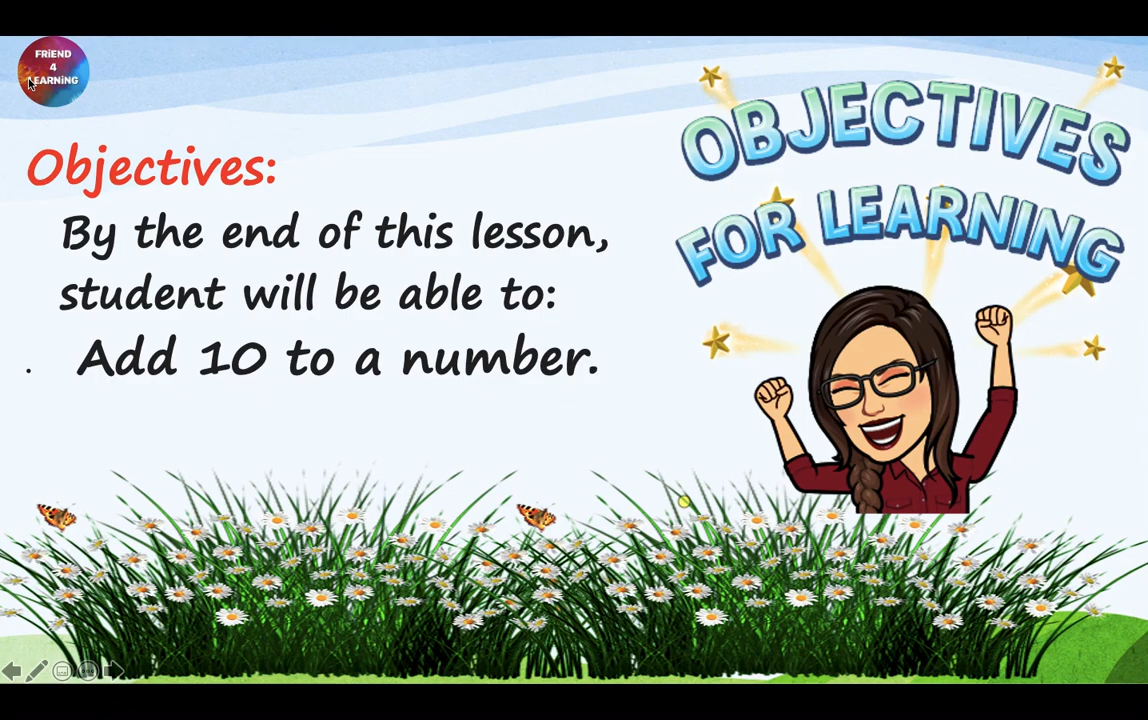 FRiEND
4
LEARNiNG
OBJECTIVES
FOR LEARNING
Objectives:
By the end of this lesson,
student will be able to:
. Add 10 to a number.